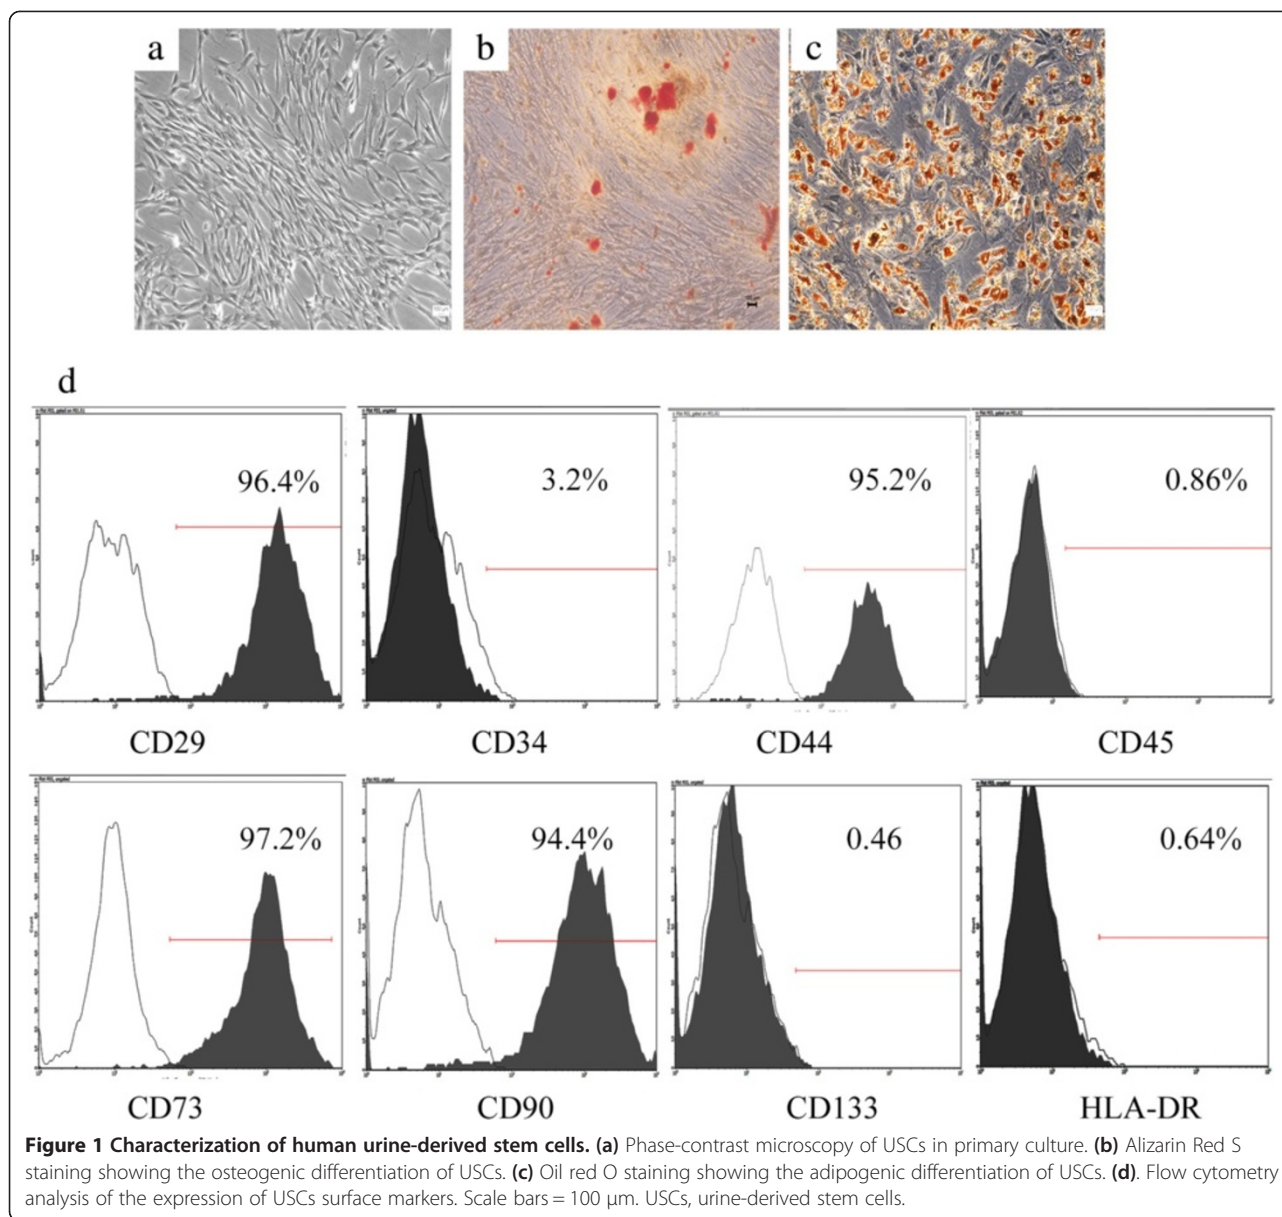 a
b
c
d
96.4%
3.2%
95.2%
0.86%
CD29
CD34
CD44
CD45
97.2%
94.4%
0.46
0.64%
CD73
CD90
CD133
HLA-DR
Figure 1 Characterization of human urine-derived stem cells. (a) Phase-contrast microscopy of USCs in primary culture. (b) Alizarin Red S
staining showing the osteogenic differentiation of USCs. (c) Oil red O staining showing the adipogenic differentiation of USCs. (d). Flow cytometry
analysis of the expression of USCs surface markers. Scale bars = 100 μm. USCs, urine-derived stem cells.